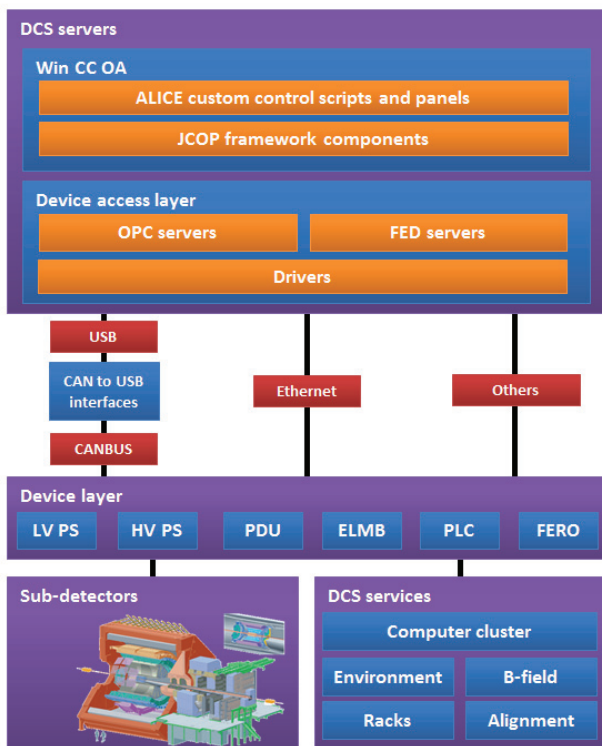 DCS servers
Win CC OA
ALICE custom control scripts and panels
JCOP framework components
Device access layer
OPC servers
FED servers
Drivers
USB
CAN to USB
interfaces
CANBUS
Ethernet
Others
Device layer
LV PS
HV PS
PDU
ELMB
PLC
FERO
Sub-detectors
DCS services
Computer cluster
Environment
B-field
Racks
Alignment